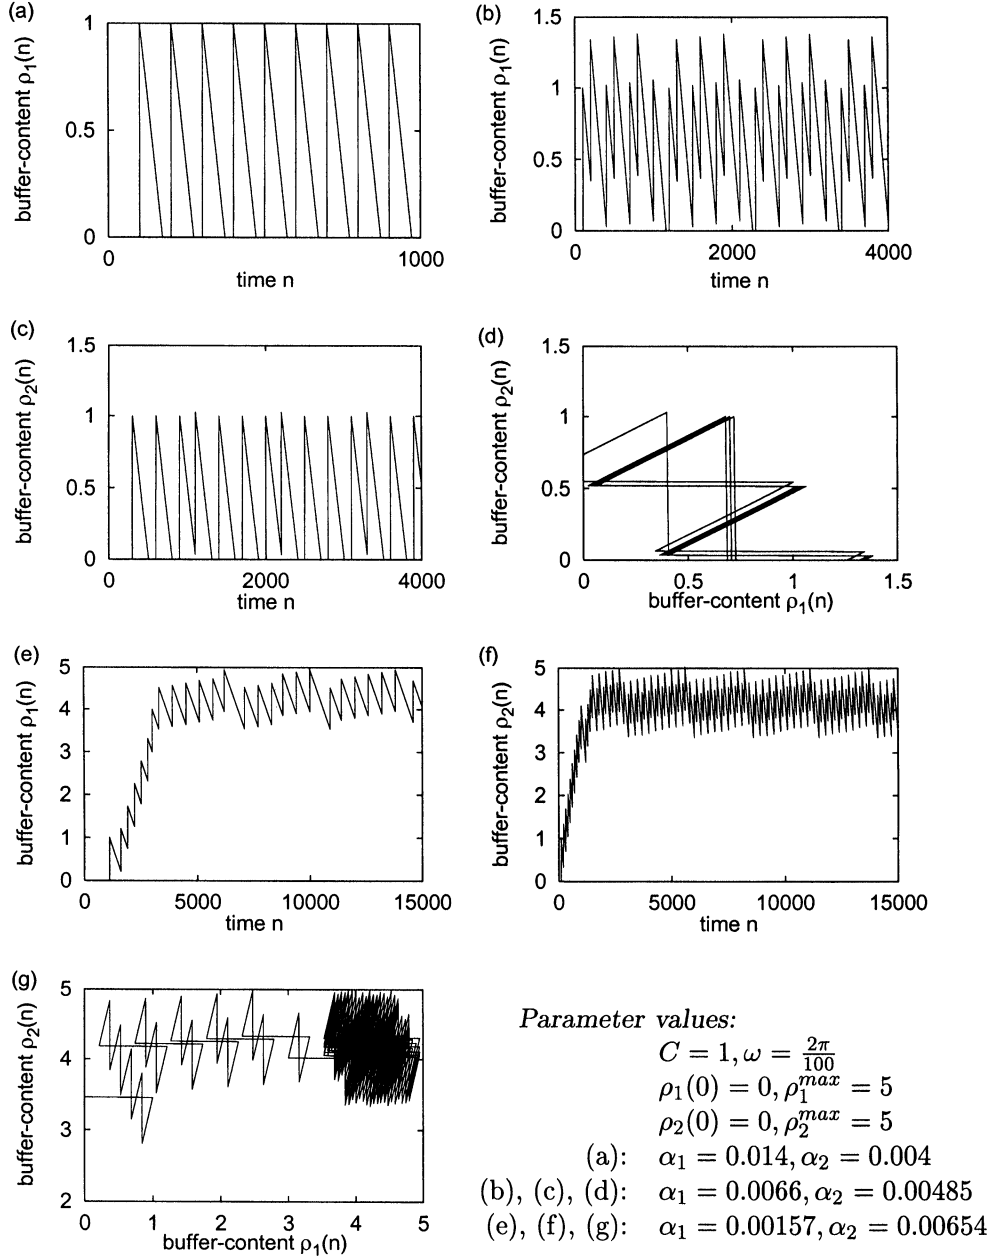 (a)
buffer-content ρ₁(n)
1
0.5
0
0
1000
time n
(b)
buffer-content ρ₁(n)
1.5
1
0.5
0
0
2000
4000
time n
(c)
buffer-content ρ₂(n)
1.5
1
0.5
0
0
2000
4000
time n
(d)
buffer-content ρ₂(n)
1.5
1
0.5
0
0
0.5
1
1.5
buffer-content ρ₁(n)
(e)
buffer-content ρ₁(n)
5
4
3
2
1
0
0
5000
10000
15000
time n
(f)
buffer-content ρ₂(n)
5
4
3
2
1
0
0
5000
10000
15000
time n
(g)
buffer-content ρ₂(n)
5
4
3
2
0
1
2
3
4
5
buffer-content ρ₁(n)
Parameter values:
C = 1, ω = 2π/100
ρ₁(0) = 0, ρ₁^max = 5
ρ₂(0) = 0, ρ₂^max = 5
(a): α₁ = 0.014, α₂ = 0.004
(b), (c), (d): α₁ = 0.0066, α₂ = 0.00485
(e), (f), (g): α₁ = 0.00157, α₂ = 0.00654